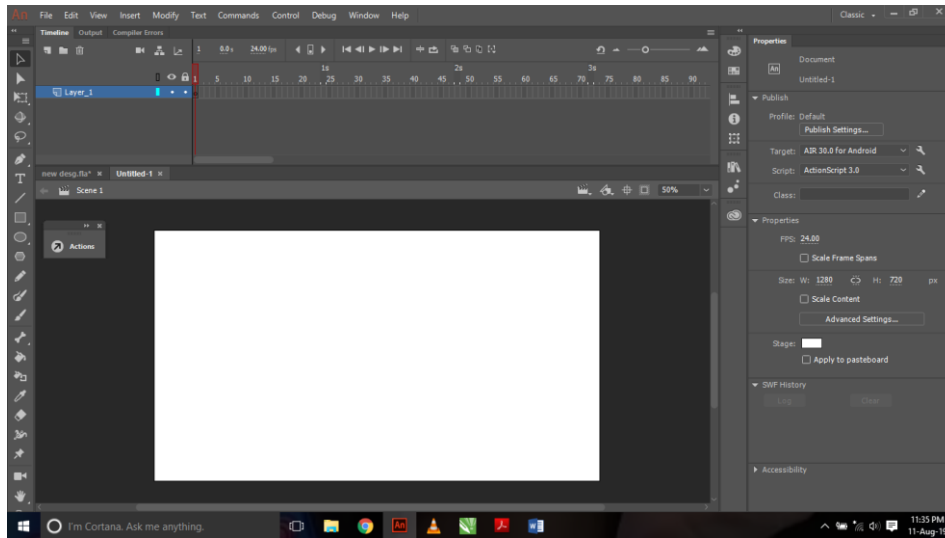 An File Edit View Insert Modify Text Commands Control Debug Window Help Classic
Timeline Output Compiler Errors
1 0.0 s 24.00 fps
1s 2s 3s
1 5 10 15 20 25 30 35 40 45 50 55 60 65 70 75 80 85 90
Layer_1
new desg.fla* × Untitled-1 ×
Scene 1 50%
Actions
Properties
An
Document
Untitled-1
Publish
Profile: Default
Publish Settings...
Target: AIR 30.0 for Android
Script: ActionScript 3.0
Class:
Properties
FPS: 24.00
Scale Frame Spans
Size: W: 1280 H: 720 px
Scale Content
Advanced Settings...
Stage:
Apply to pasteboard
SWF History
Log Clear
Accessibility
T
I'm Cortana. Ask me anything.
An
11:35 PM